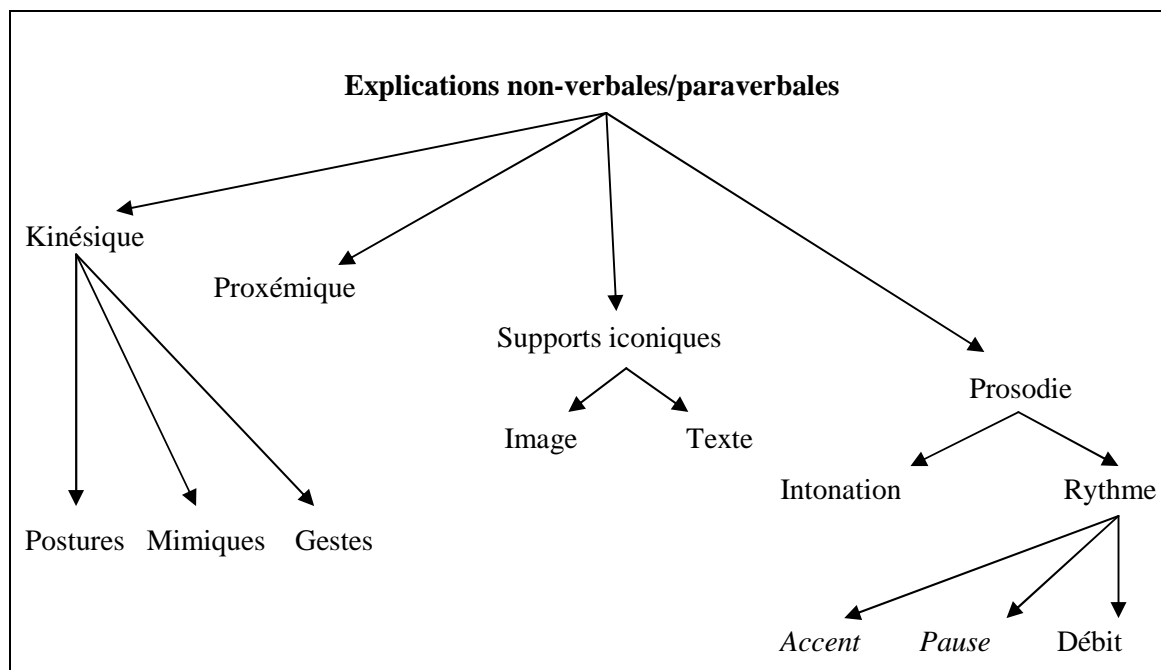 Explications non-verbales/paraverbales
Kinésique
Proxémique
Supports iconiques
Prosodie
Image Texte
Intonation Rythme
Postures Mimiques Gestes
Accent Pause Débit